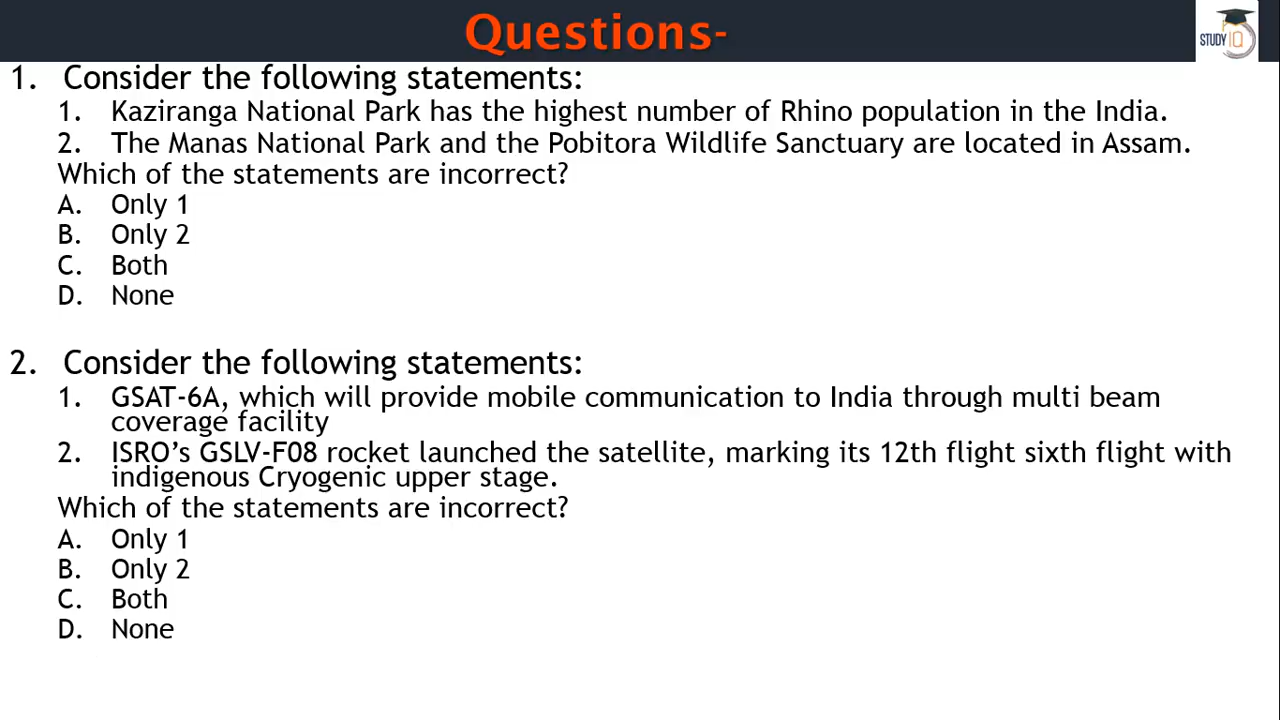 Questions-
STUDY IQ
1. Consider the following statements:
1. Kaziranga National Park has the highest number of Rhino population in the India.
2. The Manas National Park and the Pobitora Wildlife Sanctuary are located in Assam.
Which of the statements are incorrect?
A. Only 1
B. Only 2
C. Both
D. None
2. Consider the following statements:
1. GSAT-6A, which will provide mobile communication to India through multi beam
coverage facility
2. ISRO’s GSLV-F08 rocket launched the satellite, marking its 12th flight sixth flight with
indigenous Cryogenic upper stage.
Which of the statements are incorrect?
A. Only 1
B. Only 2
C. Both
D. None